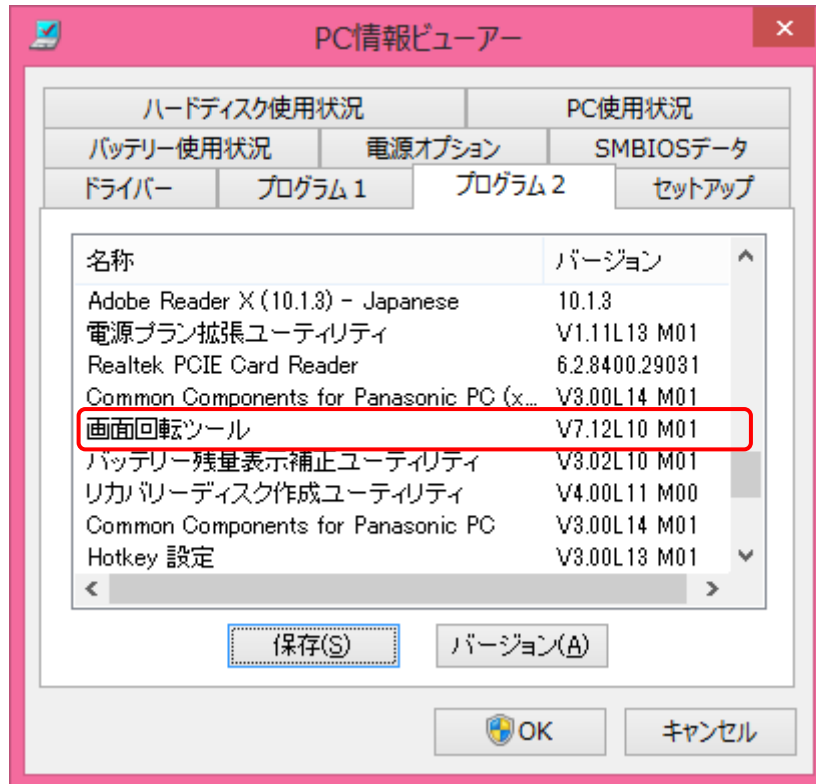 PC情報ビューアー
ハードディスク使用状況 PC使用状況
バッテリー使用状況 電源オプション SMBIOSデータ
ドライバー プログラム1 プログラム2 セットアップ
名称 バージョン
Adobe Reader X (10.1.3) - Japanese 10.1.3
電源プラン拡張ユーティリティ V1.11L13 M01
Realtek PCIE Card Reader 6.2.8400.29031
Common Components for Panasonic PC (x... V3.00L14 M01
画面回転ツール V7.12L10 M01
バッテリー残量表示補正ユーティリティ V3.02L10 M01
リカバリーディスク作成ユーティリティ V4.00L11 M00
Common Components for Panasonic PC V3.00L14 M01
Hotkey 設定 V3.00L13 M01
保存(S) バージョン(A)
OK キャンセル